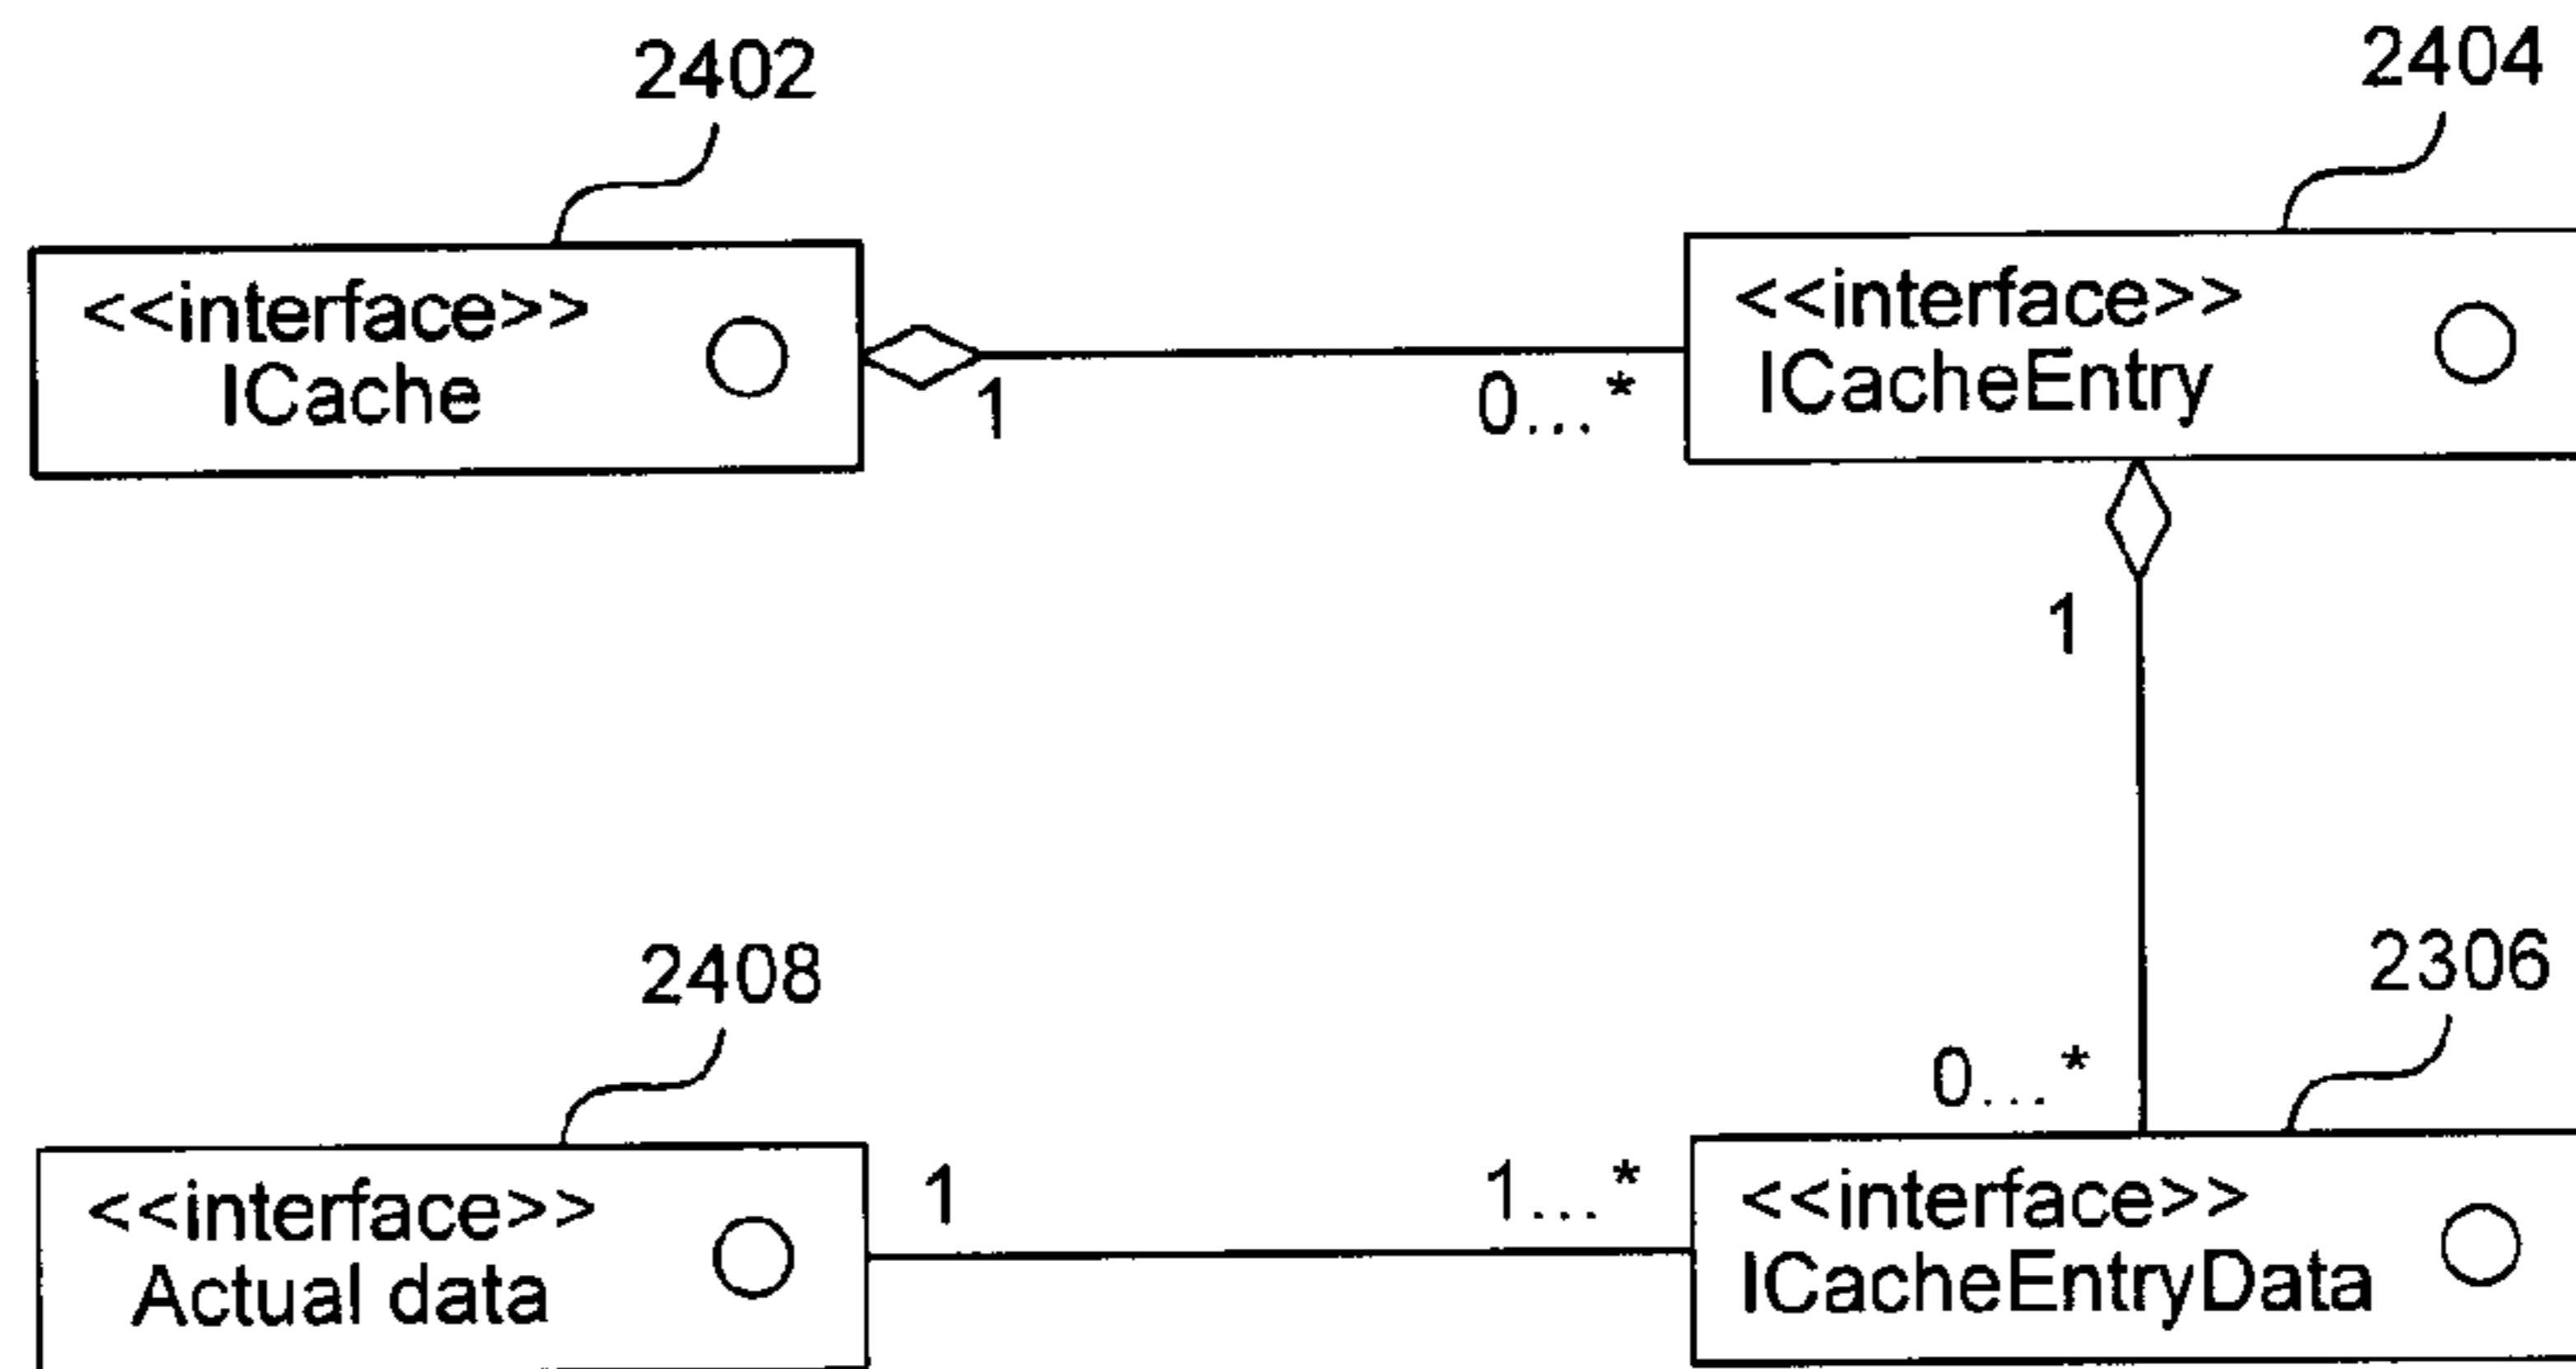 2402
2404
<<interface>>
ICache
<<interface>>
ICacheEntry
1
0...*
1
2408
2306
0...*
<<interface>>
Actual data
1
1...*
<<interface>>
ICacheEntryData